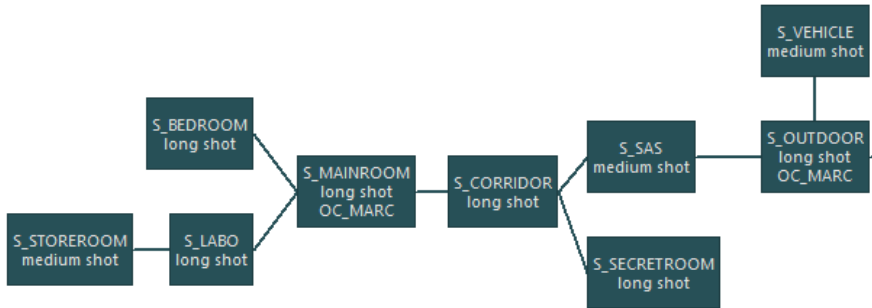 S_VEHICLE
medium shot
S_BEDROOM
long shot
S_SAS
medium shot
S_OUTDOOR
long shot
OC_MARC
S_MAINROOM
long shot
OC_MARC
S_CORRIDOR
long shot
S_STOREROOM
medium shot
S_LABO
long shot
S_SECRETROOM
long shot